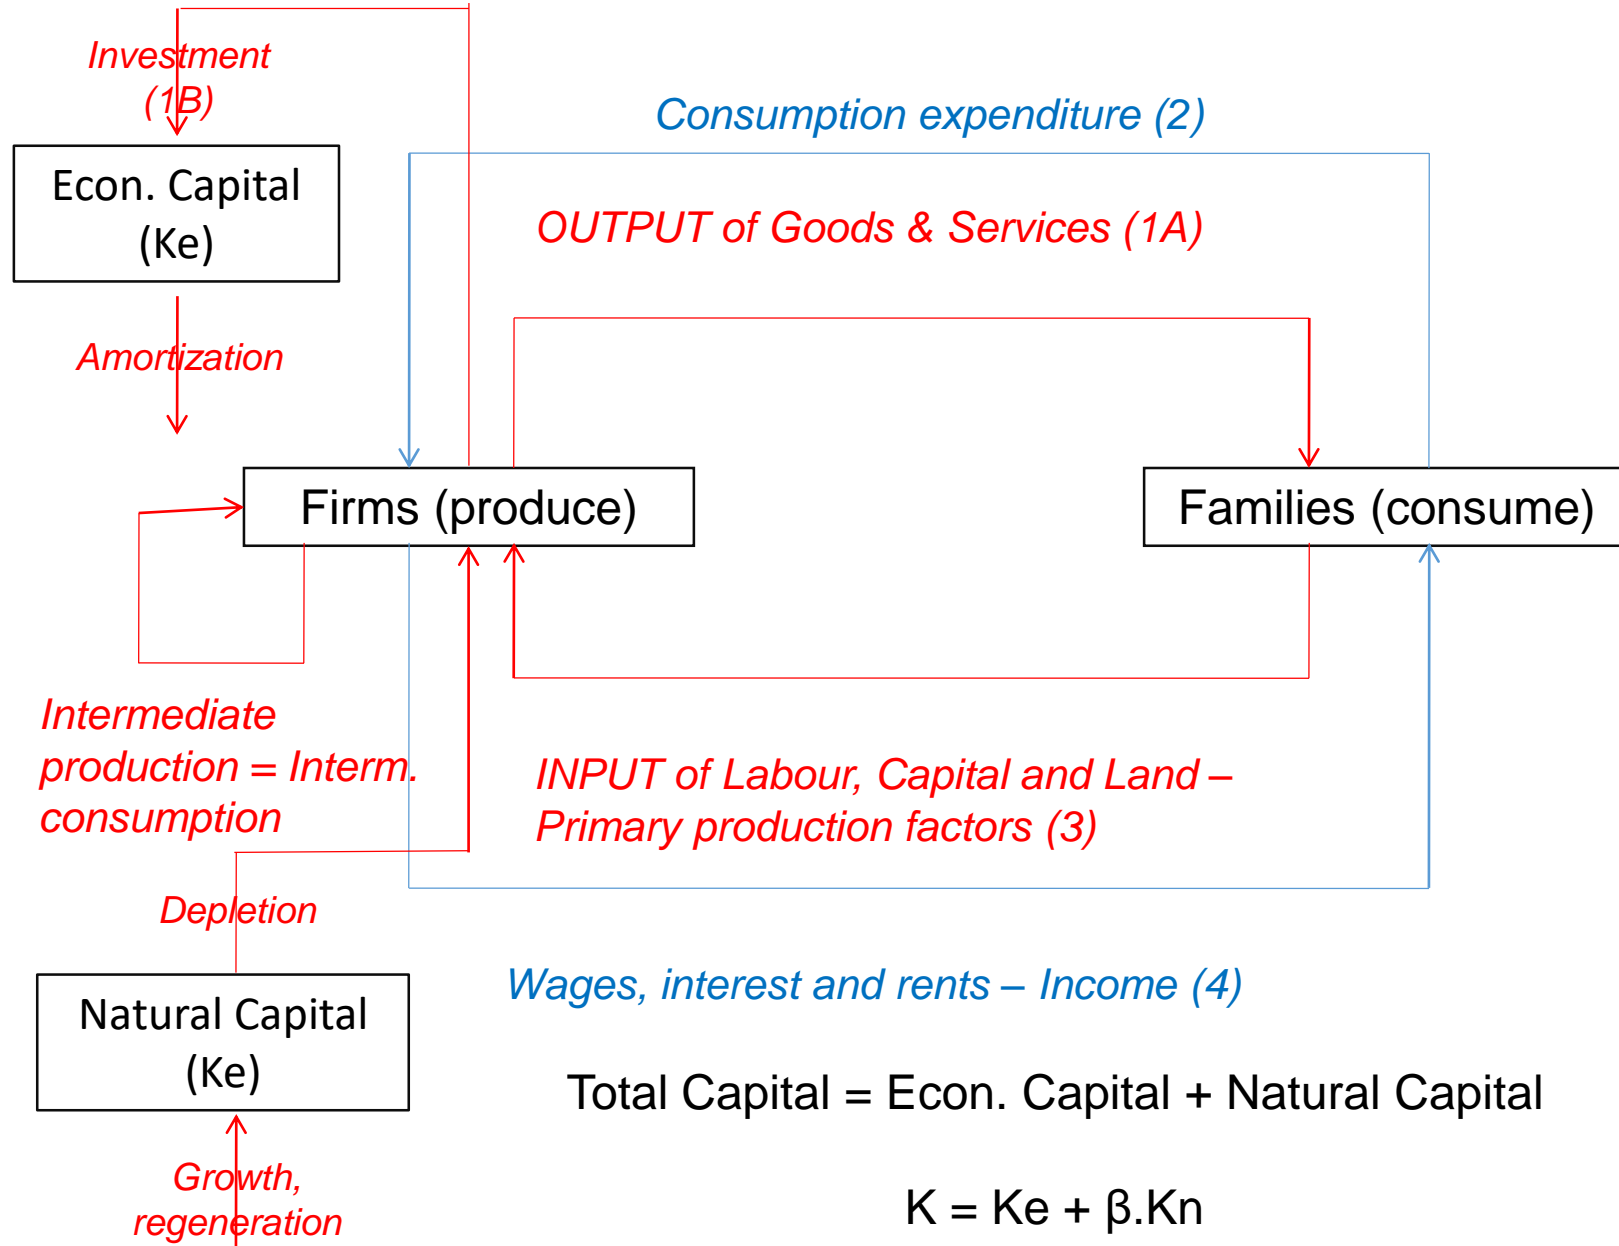 Investment
(1B)
Consumption expenditure (2)
Econ. Capital
(Ke)
OUTPUT of Goods & Services (1A)
Amortization
Firms (produce)
Families (consume)
Intermediate
production = Interm.
consumption
INPUT of Labour, Capital and Land –
Primary production factors (3)
Depletion
Wages, interest and rents – Income (4)
Natural Capital
(Ke)
Total Capital = Econ. Capital + Natural Capital
Growth,
regeneration
K = Ke + β.Kn